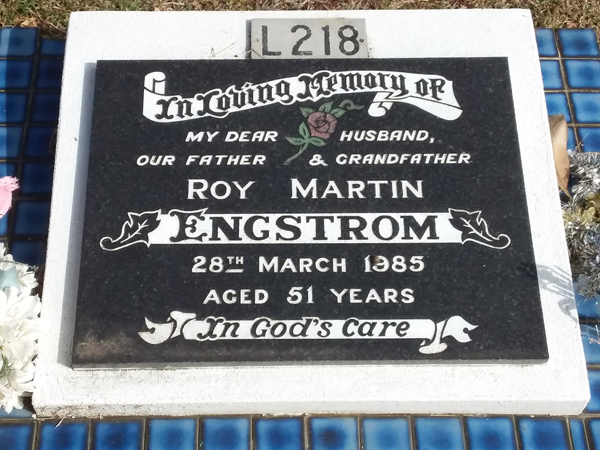 L218
In Loving Memory of
MY DEAR HUSBAND,
OUR FATHER & GRANDFATHER
ROY MARTIN
ENGSTROM
28TH MARCH 1985
AGED 51 YEARS
In God's Care